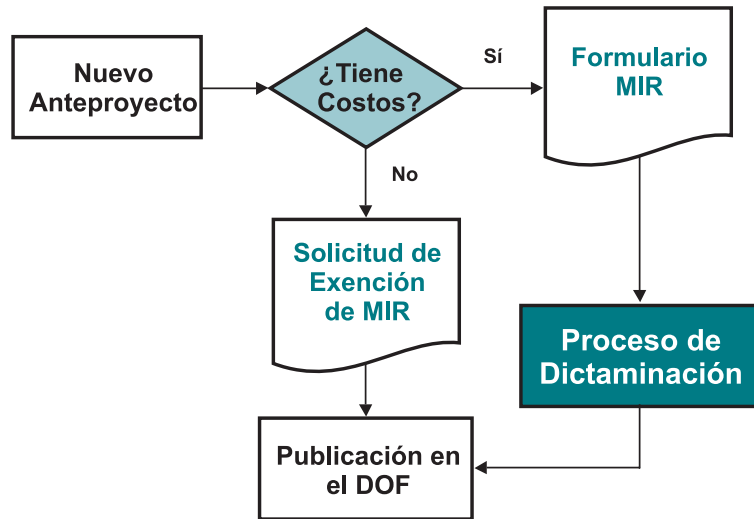 Nuevo
Anteproyecto
¿Tiene
Costos?
Sí
Formulario
MIR
No
Solicitud de
Exención
de MIR
Proceso de
Dictaminación
Publicación en
el DOF